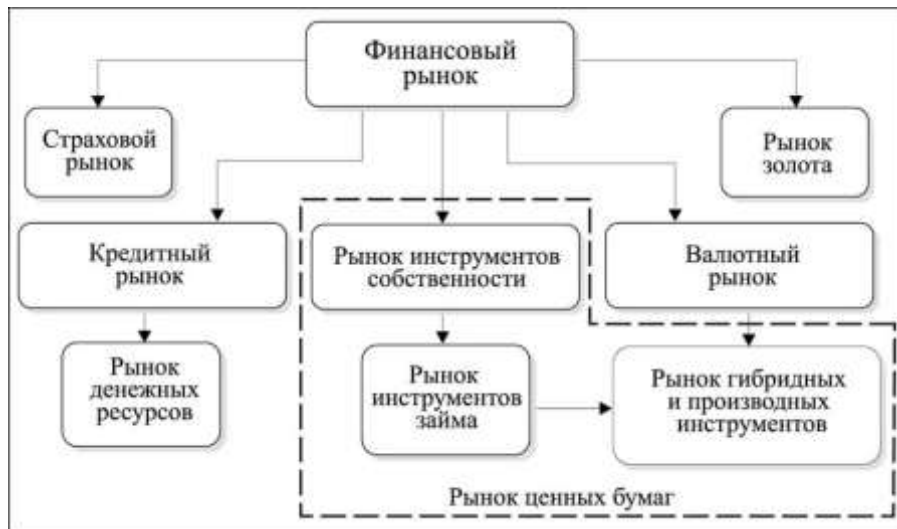 Финансовый
рынок
Страховой
рынок
Рынок
золота
Кредитный
рынок
Рынок инструментов
собственности
Валютный
рынок
Рынок
денежных
ресурсов
Рынок
инструментов
займа
Рынок гибридных
и производных
инструментов
Рынок ценных бумаг